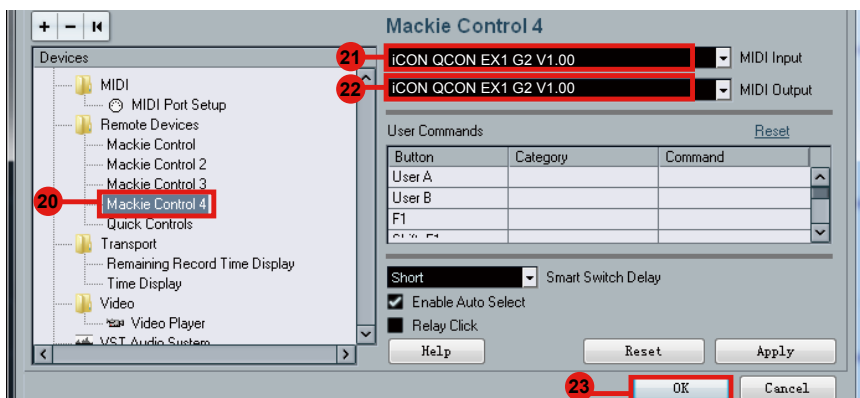 + - 
Mackie Control 4
Devices
21 iCON QCON EX1 G2 V1.00 MIDI Input
22 iCON QCON EX1 G2 V1.00 MIDI Output
MIDI
MIDI Port Setup
Remote Devices
Mackie Control
Mackie Control 2
Mackie Control 3
20 Mackie Control 4
Quick Controls
Transport
Remaining Record Time Display
Time Display
Video
Video Player
VST Audio System
User Commands Reset
Button Category Command
User A
User B
F1
Shift F1
Short Smart Switch Delay
Enable Auto Select
Relay Click
Help Reset Apply
23 OK Cancel